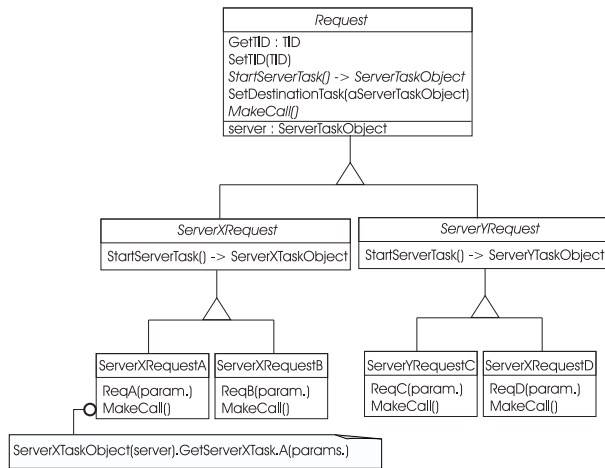 Request
GetTID : TID
SetTID(TID)
StartServerTask() -> ServerTaskObject
SetDestinationTask(aServerTaskObject)
MakeCall()
server : ServerTaskObject
ServerXRequest
StartServerTask() -> ServerXTaskObject
ServerYRequest
StartServerTask() -> ServerYTaskObject
ServerXRequestA
ReqA(param.)
MakeCall()
ServerXRequestB
ReqB(param.)
MakeCall()
ServerYRequestC
ReqC(param.)
MakeCall()
ServerXRequestD
ReqD(param.)
MakeCall()
ServerXTaskObject(server).GetServerXTask.A(params.)